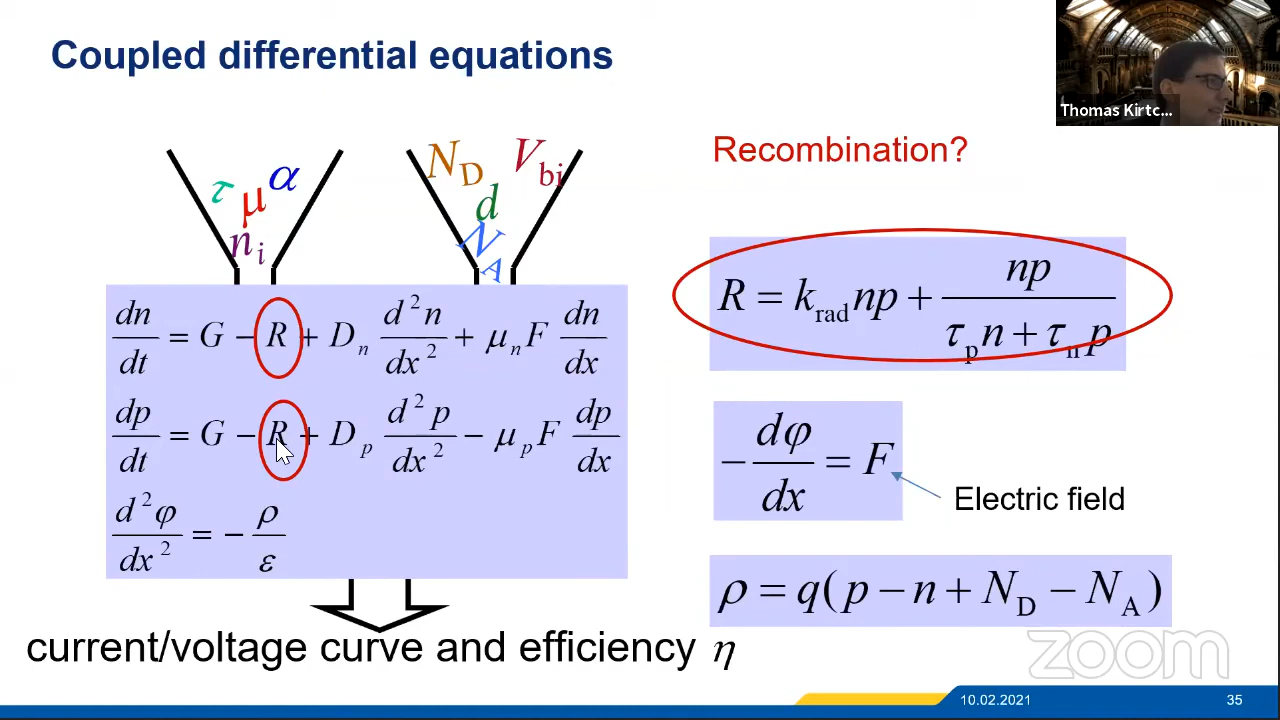 Coupled differential equations
Thomas Kirtc...
τ μ α
n_i
N_D V_bi
d
N_A
Recombination?
dn/dt = G − R + D_n d²n/dx² + μ_n F dn/dx
dp/dt = G − R + D_p d²p/dx² − μ_p F dp/dx
d²φ/dx² = − ρ/ε
R = k_rad np + np/(τ_p n + τ_n p)
− dφ/dx = F
Electric field
ρ = q(p − n + N_D − N_A)
current/voltage curve and efficiency η
zoom
10.02.2021
35